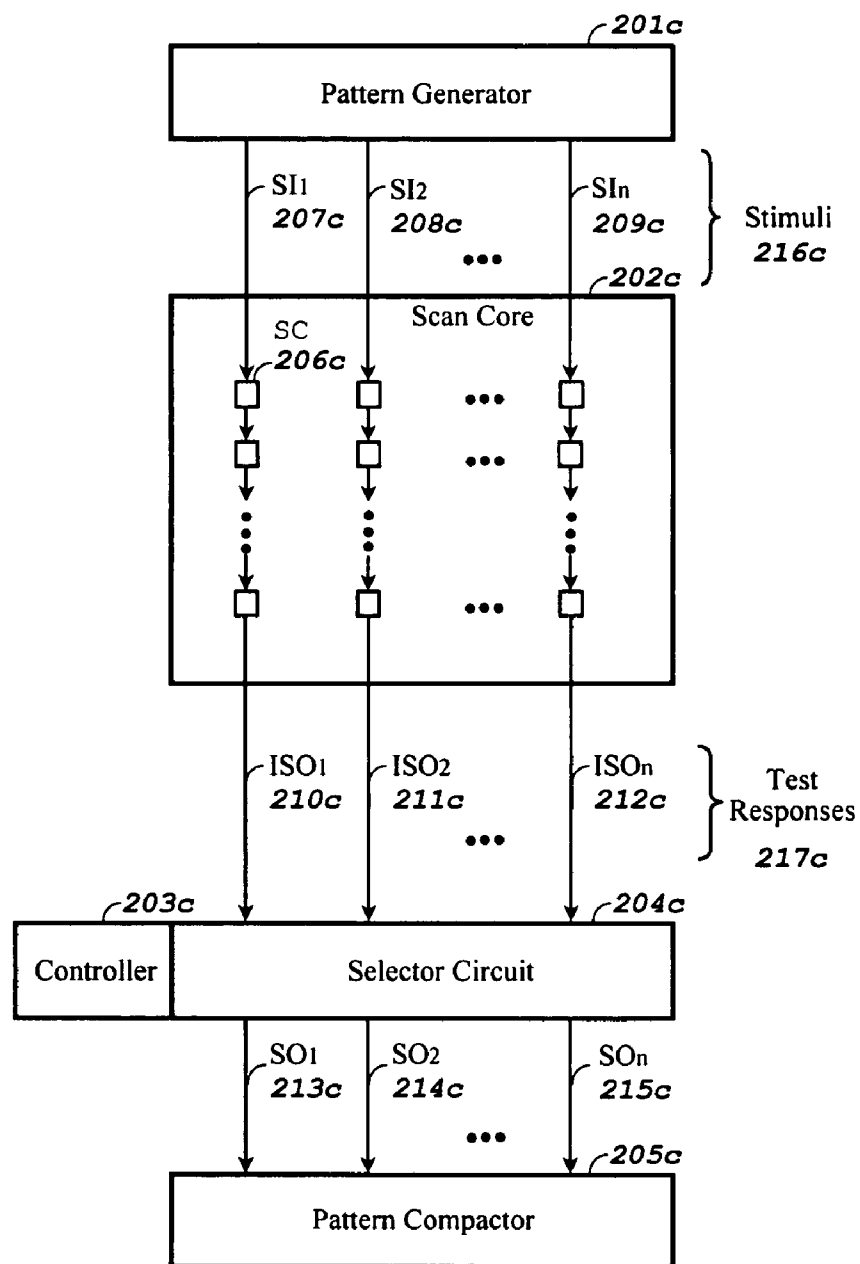 201c
Pattern Generator
SI1 SI2 SIn
207c 208c 209c
Stimuli
216c
202c
Scan Core
SC
206c
ISO1 ISO2 ISOn
210c 211c 212c
Test
Responses
217c
203c 204c
Controller Selector Circuit
SO1 SO2 SOn
213c 214c 215c
205c
Pattern Compactor